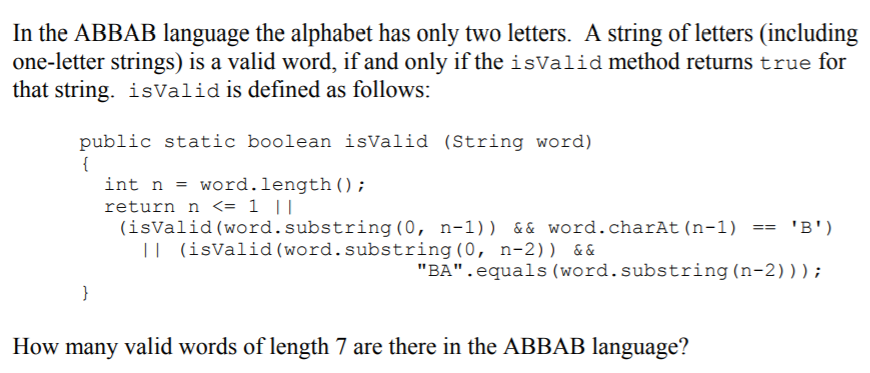 In the ABBAB language the alphabet has only two letters. A string of letters (including
one-letter strings) is a valid word, if and only if the isValid method returns true for
that string. isValid is defined as follows:
public static boolean isValid (String word)
{
int n = word.length();
return n <= 1 ||
(isValid(word.substring(0, n-1)) && word.charAt(n-1) == 'B')
|| (isValid(word.substring(0, n-2)) &&
"BA".equals(word.substring(n-2)));
}
How many valid words of length 7 are there in the ABBAB language?